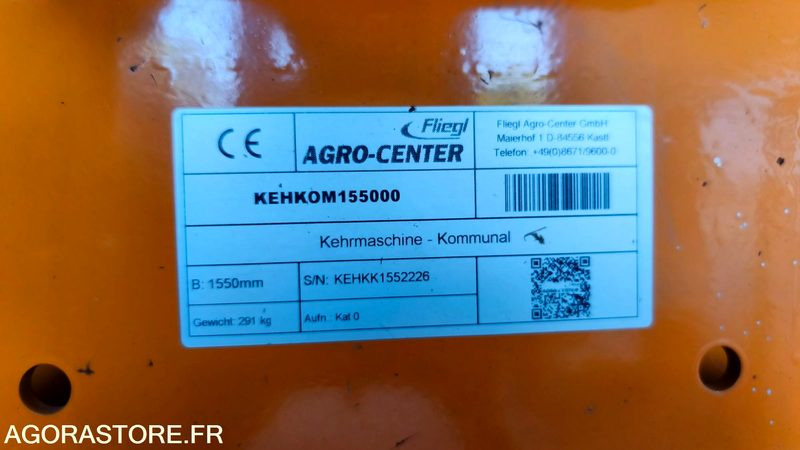 CE
Fliegl
AGRO-CENTER
Fliegl Agro-Center GmbH
Maierhof 1 D-84556 Kastl
Telefon: +49(0)8671/9600-0
KEHKOM155000
Kehrmaschine - Kommunal
B: 1550mm
S/N: KEHKK1552226
Gewicht: 291 kg
Aufn.: Kat 0
AGORASTORE.FR